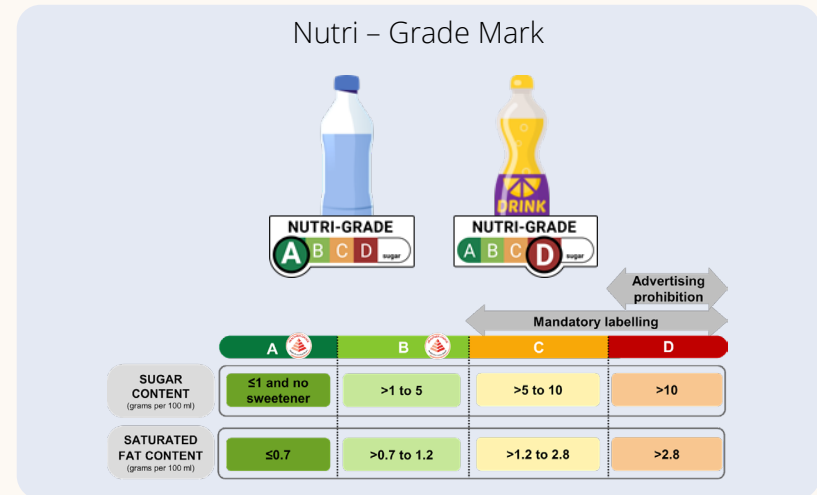 Nutri – Grade Mark
DRINK
NUTRI-GRADE
A B C D sugar
NUTRI-GRADE
A B C D sugar
Advertising
prohibition
Mandatory labelling
A B C D
SUGAR
CONTENT
(grams per 100 ml)
≤1 and no
sweetener
>1 to 5
>5 to 10
>10
SATURATED
FAT CONTENT
(grams per 100 ml)
≤0.7
>0.7 to 1.2
>1.2 to 2.8
>2.8